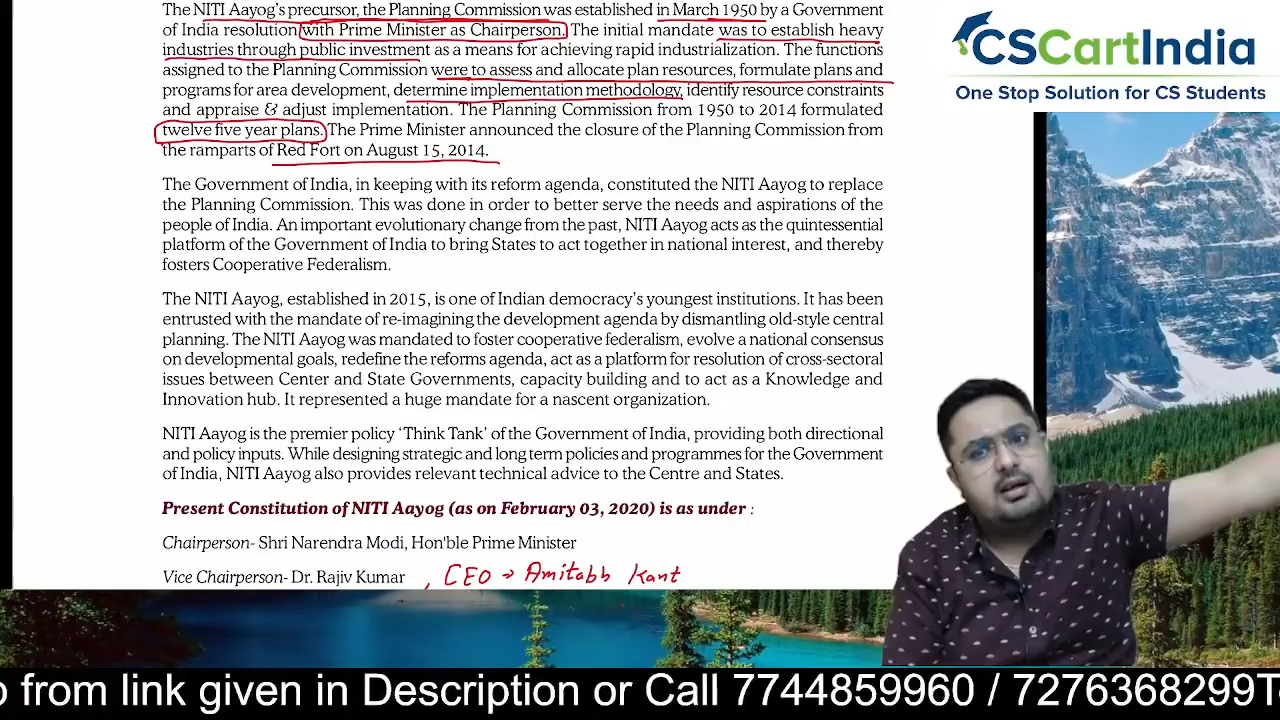 The NITI Aayog's precursor, the Planning Commission was established in March 1950 by a Government
of India resolution with Prime Minister as Chairperson. The initial mandate was to establish heavy
industries through public investment as a means for achieving rapid industrialization. The functions
assigned to the Planning Commission were to assess and allocate plan resources, formulate plans and
programs for area development, determine implementation methodology, identify resource constraints
and appraise & adjust implementation. The Planning Commission from 1950 to 2014 formulated
twelve five year plans. The Prime Minister announced the closure of the Planning Commission from
the ramparts of Red Fort on August 15, 2014.
The Government of India, in keeping with its reform agenda, constituted the NITI Aayog to replace
the Planning Commission. This was done in order to better serve the needs and aspirations of the
people of India. An important evolutionary change from the past, NITI Aayog acts as the quintessential
platform of the Government of India to bring States to act together in national interest, and thereby
fosters Cooperative Federalism.
The NITI Aayog, established in 2015, is one of Indian democracy's youngest institutions. It has been
entrusted with the mandate of re-imagining the development agenda by dismantling old-style central
planning. The NITI Aayog was mandated to foster cooperative federalism, evolve a national consensus
on developmental goals, redefine the reforms agenda, act as a platform for resolution of cross-sectoral
issues between Center and State Governments, capacity building and to act as a Knowledge and
Innovation hub. It represented a huge mandate for a nascent organization.
NITI Aayog is the premier policy 'Think Tank' of the Government of India, providing both directional
and policy inputs. While designing strategic and long term policies and programmes for the Government
of India, NITI Aayog also provides relevant technical advice to the Centre and States.
Present Constitution of NITI Aayog (as on February 03, 2020) is as under :
Chairperson- Shri Narendra Modi, Hon'ble Prime Minister
Vice Chairperson- Dr. Rajiv Kumar , CEO → Amitabh Kant
CSCartIndia
One Stop Solution for CS Students
o from link given in Description or Call 7744859960 / 7276368299T